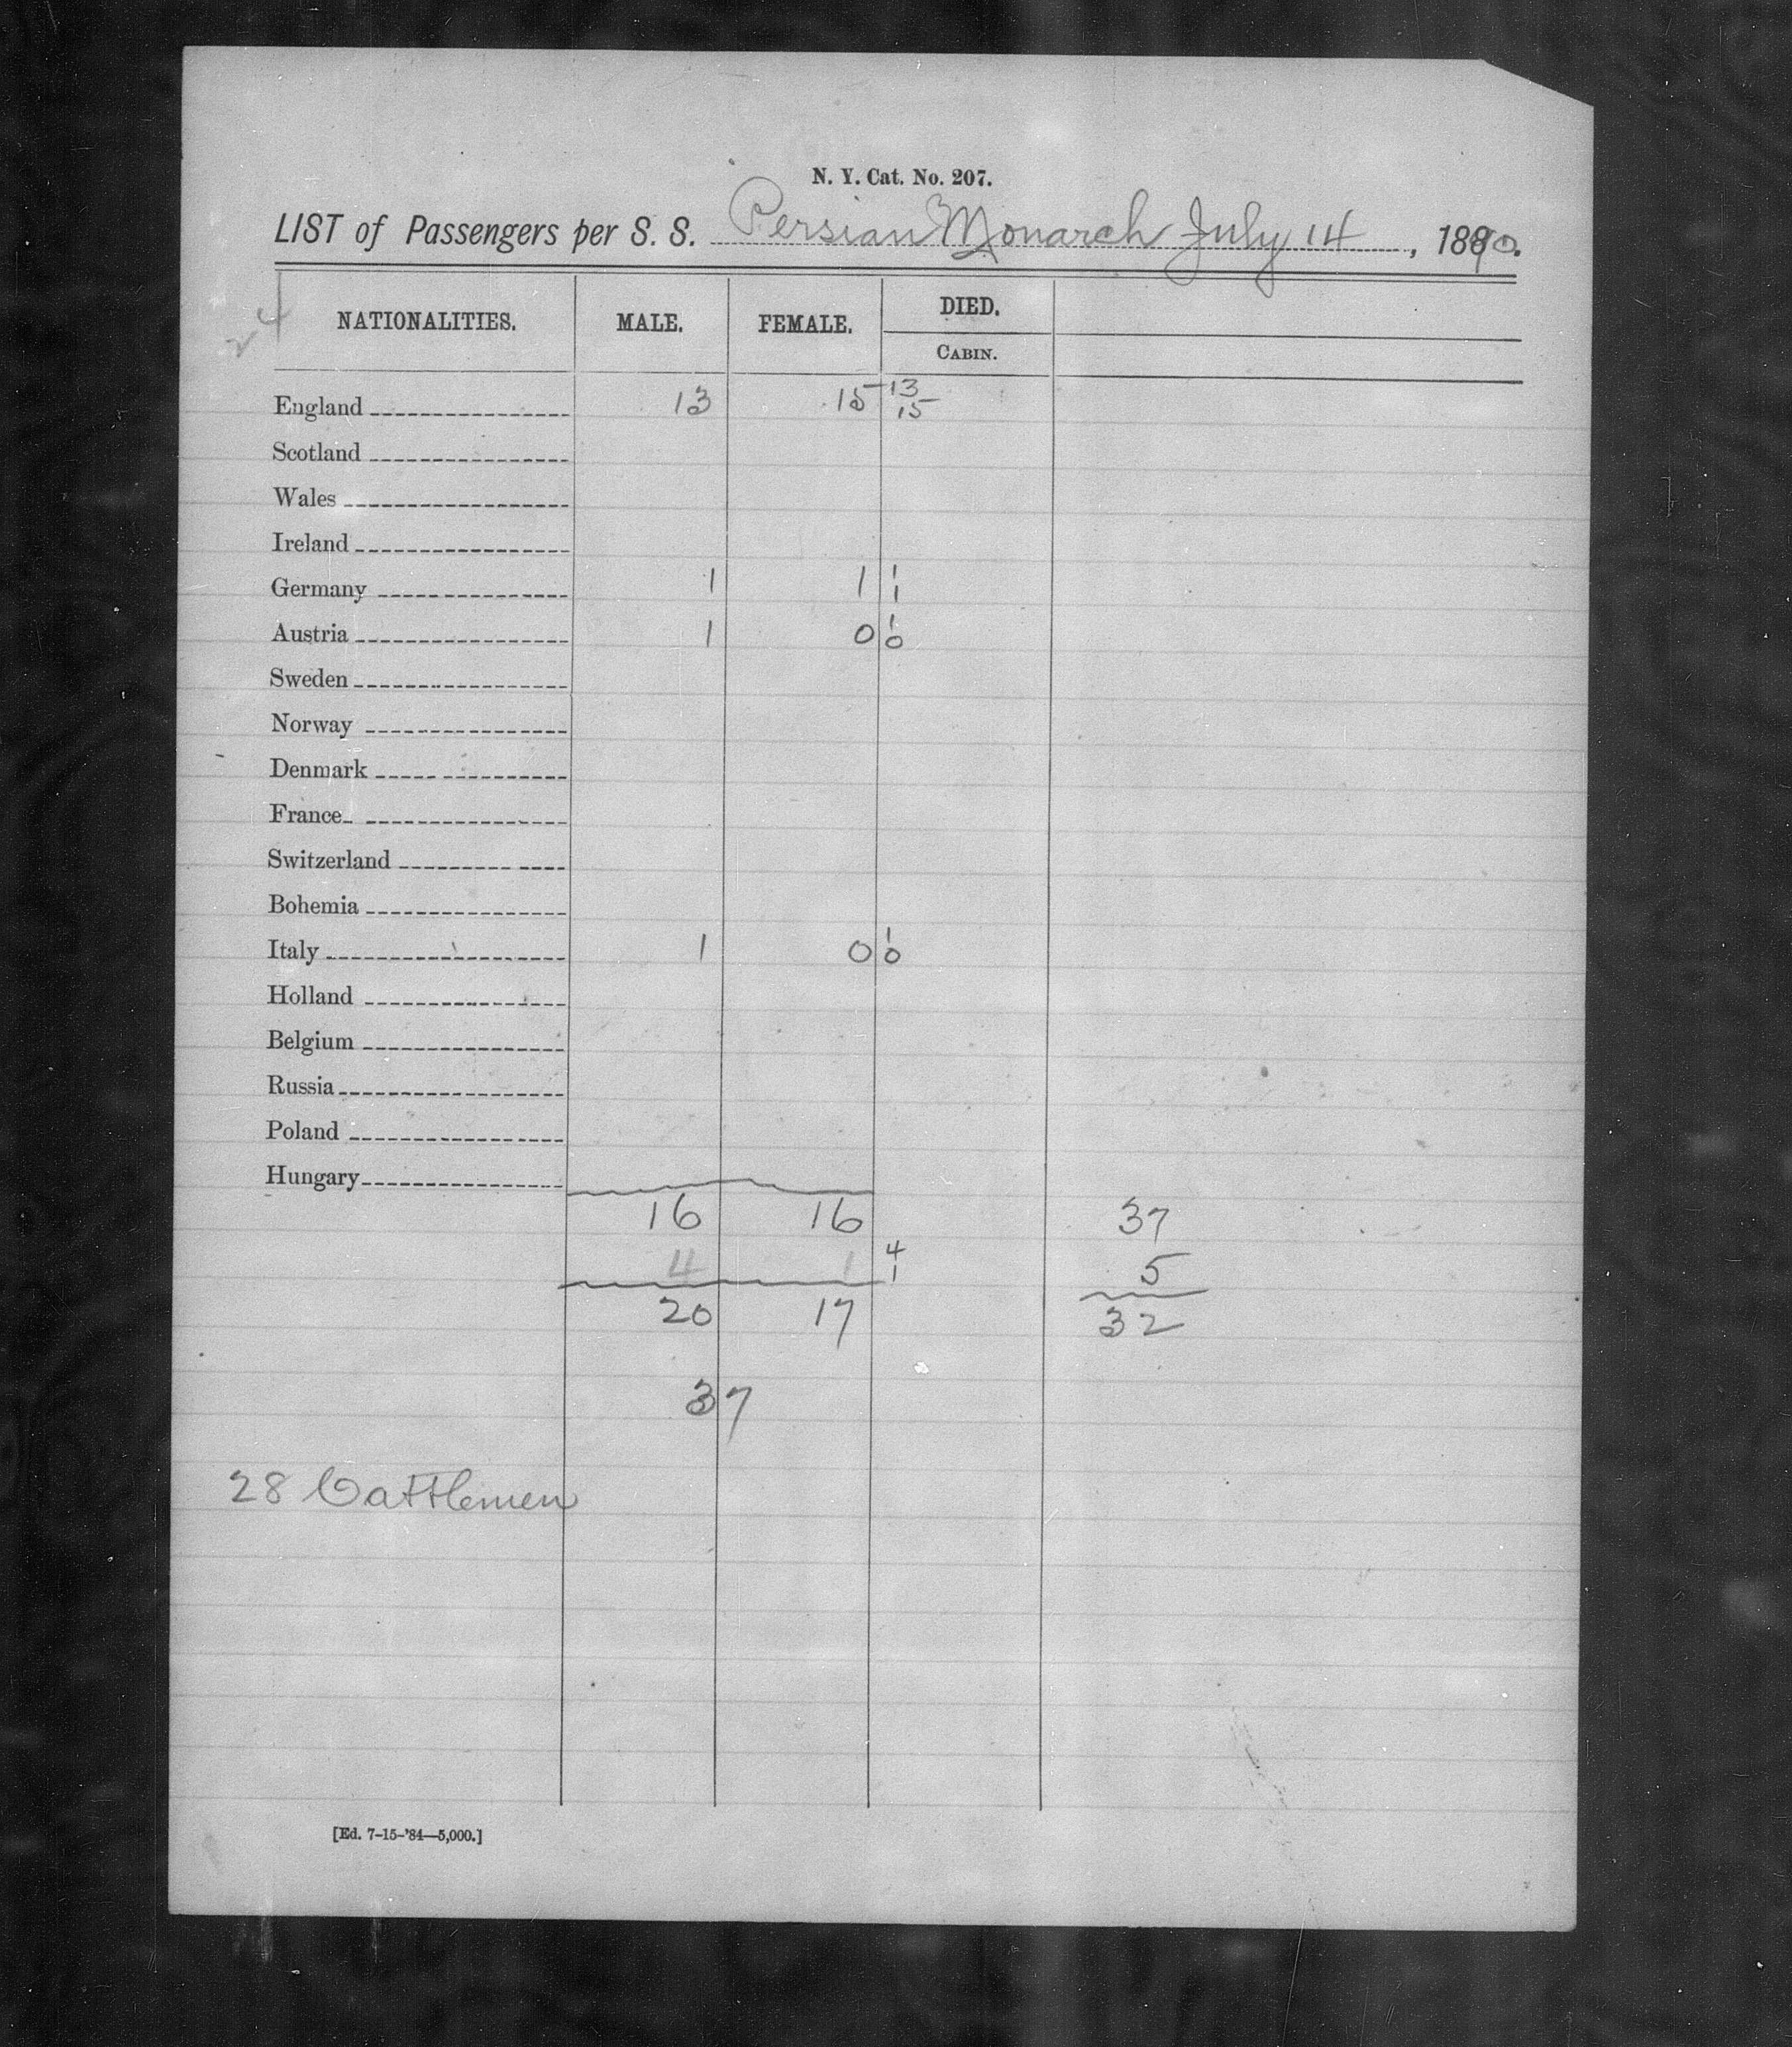 N. Y. Cat. No. 207.
LIST of Passengers per S. S. Persian Monarch July 14, 1890.
24
NATIONALITIES. MALE. FEMALE. DIED.
CABIN.
England 13 15 13
15
Scotland
Wales
Ireland
Germany 1 1 1
1
Austria 1 0 1
0
Sweden
Norway
Denmark
France
Switzerland
Bohemia
Italy 1 0 1
0
Holland
Belgium
Russia
Poland
Hungary
16 16 37
4 1 4 5
1
20 17 32
37
28 Cattlemen
[Ed. 7-15-'84—5,000.]